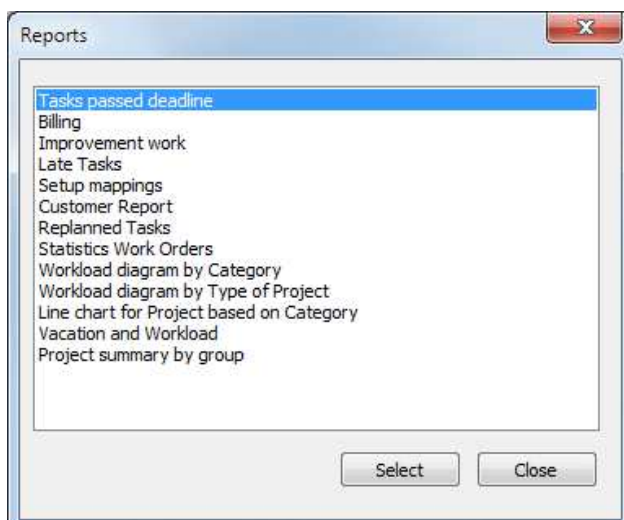 Reports
Tasks passed deadline
Billing
Improvement work
Late Tasks
Setup mappings
Customer Report
Replanned Tasks
Statistics Work Orders
Workload diagram by Category
Workload diagram by Type of Project
Line chart for Project based on Category
Vacation and Workload
Project summary by group
Select Close